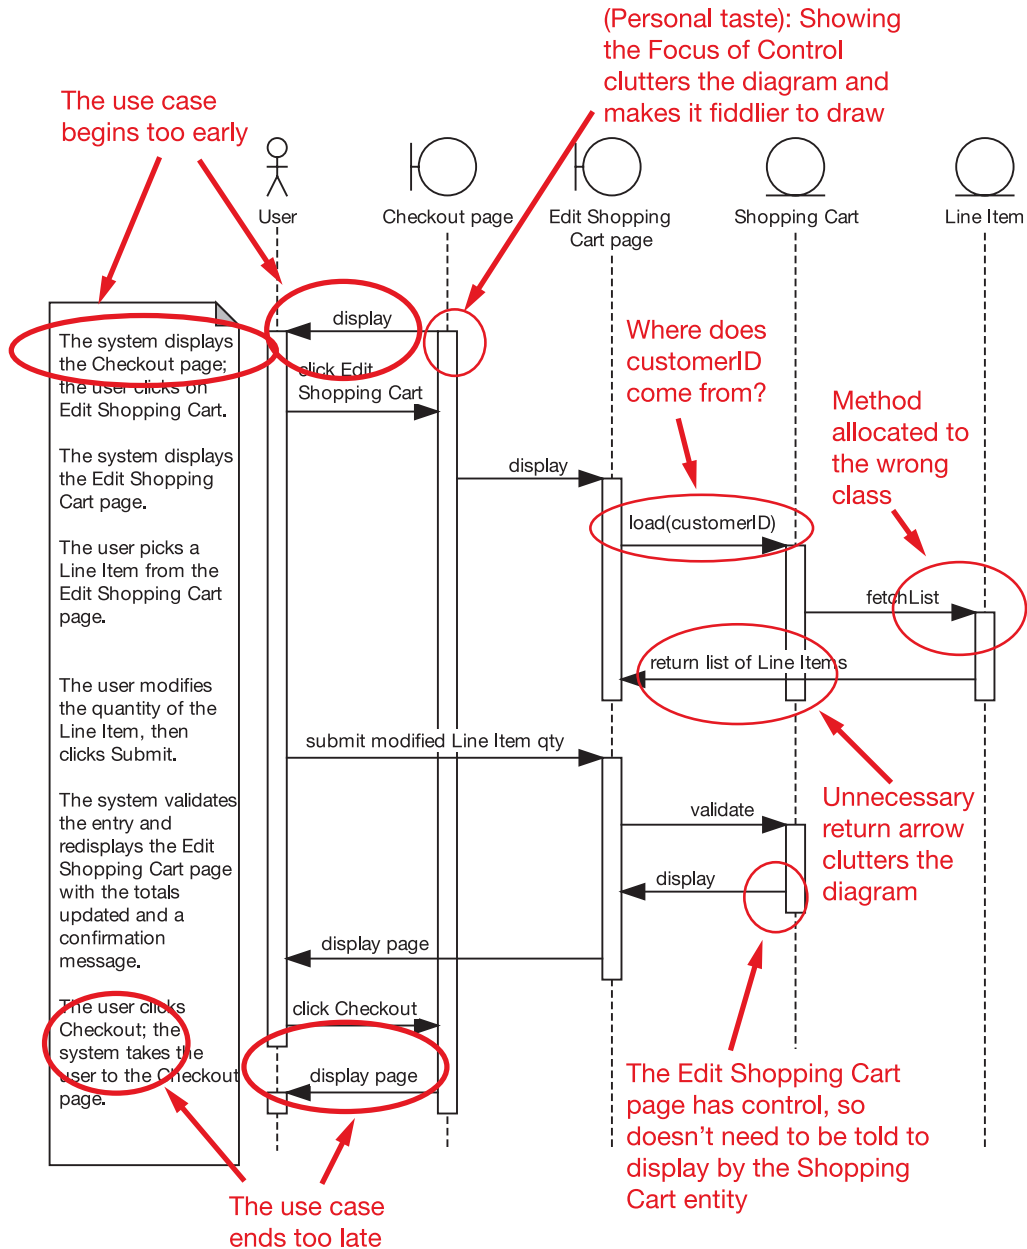 (Personal taste): Showing
the Focus of Control
clutters the diagram and
makes it fiddlier to draw
The use case
begins too early
User
Checkout page
Edit Shopping
Cart page
Shopping Cart
Line Item
The system displays
the Checkout page;
the user clicks on
Edit Shopping Cart.
The system displays
the Edit Shopping
Cart page.
The user picks a
Line Item from the
Edit Shopping Cart
page.
The user modifies
the quantity of the
Line Item, then
clicks Submit.
The system validates
the entry and
redisplays the Edit
Shopping Cart page
with the totals
updated and a
confirmation
message.
The user clicks
Checkout; the
system takes the
user to the Checkout
page.
display
click Edit
Shopping Cart
display
Where does
customerID
come from?
load(customerID)
Method
allocated to
the wrong
class
fetchList
return list of Line Items
submit modified Line Item qty
Unnecessary
return arrow
clutters the
diagram
validate
display
display page
click Checkout
display page
The Edit Shopping Cart
page has control, so
doesn't need to be told to
display by the Shopping
Cart entity
The use case
ends too late